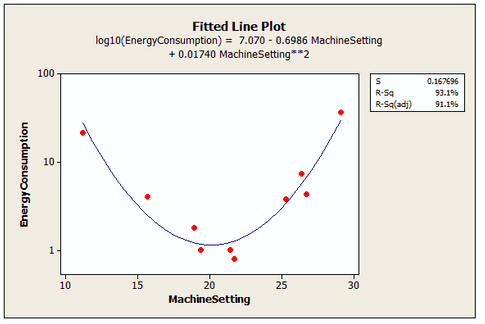 Fitted Line Plot
log10(EnergyConsumption) = 7.070 - 0.6986 MachineSetting
+ 0.01740 MachineSetting**2
S 0.167696
R-Sq 93.1%
R-Sq(adj) 91.1%
100
10
1
EnergyConsumption
10 15 20 25 30
MachineSetting